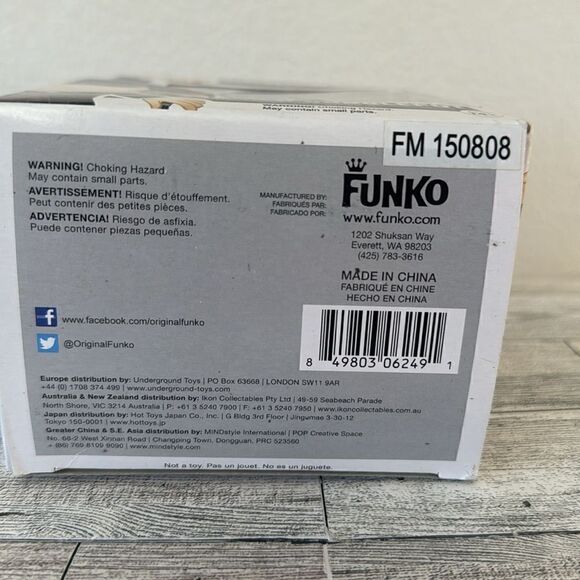 WARNING! Choking Hazard
May contain small parts.
FM 150808
WARNING! Choking Hazard
May contain small parts.
AVERTISSEMENT! Risque d'étouffement.
Peut contenir des petites pièces.
ADVERTENCIA! Riesgo de asfixia.
Puede contener piezas pequeñas.
MANUFACTURED BY:
FABRIQUÉS PAR:
FABRICADO POR:
FUNKO
www.funko.com
1202 Shuksan Way
Everett, WA 98203
(425) 783-3616
MADE IN CHINA
FABRIQUÉ EN CHINE
HECHO EN CHINA
8 49803 06249 1
www.facebook.com/originalfunko
@OriginalFunko
Europe distribution by: Underground Toys | PO Box 63668 | LONDON SW11 9AR
+44 (0) 1708 374 499 | www.underground-toys.com
Australia & New Zealand distribution by: Ikon Collectables Pty Ltd | 49-59 Seabeach Parade
North Shore, VIC 3214 Australia | P: +61 3 5240 7900 | F: +61 3 5240 7950 | www.ikoncollectables.com.au
Japan distribution by: Hot Toys Japan Co., Inc. | G Bldg 3rd Floor | Jingumae 3-30-12
Tokyo 150-0001 | www.hottoys.jp
Greater China & S.E. Asia distribution by: MINDstyle International | POP Creative Space
No. 66-2 West Xinnan Road | Changping Town, Dongguan, PRC 523560
+ (86) 760 8109 9090 | www.mindstyle.com
Not a toy. Pas un jouet. No es un juguete.